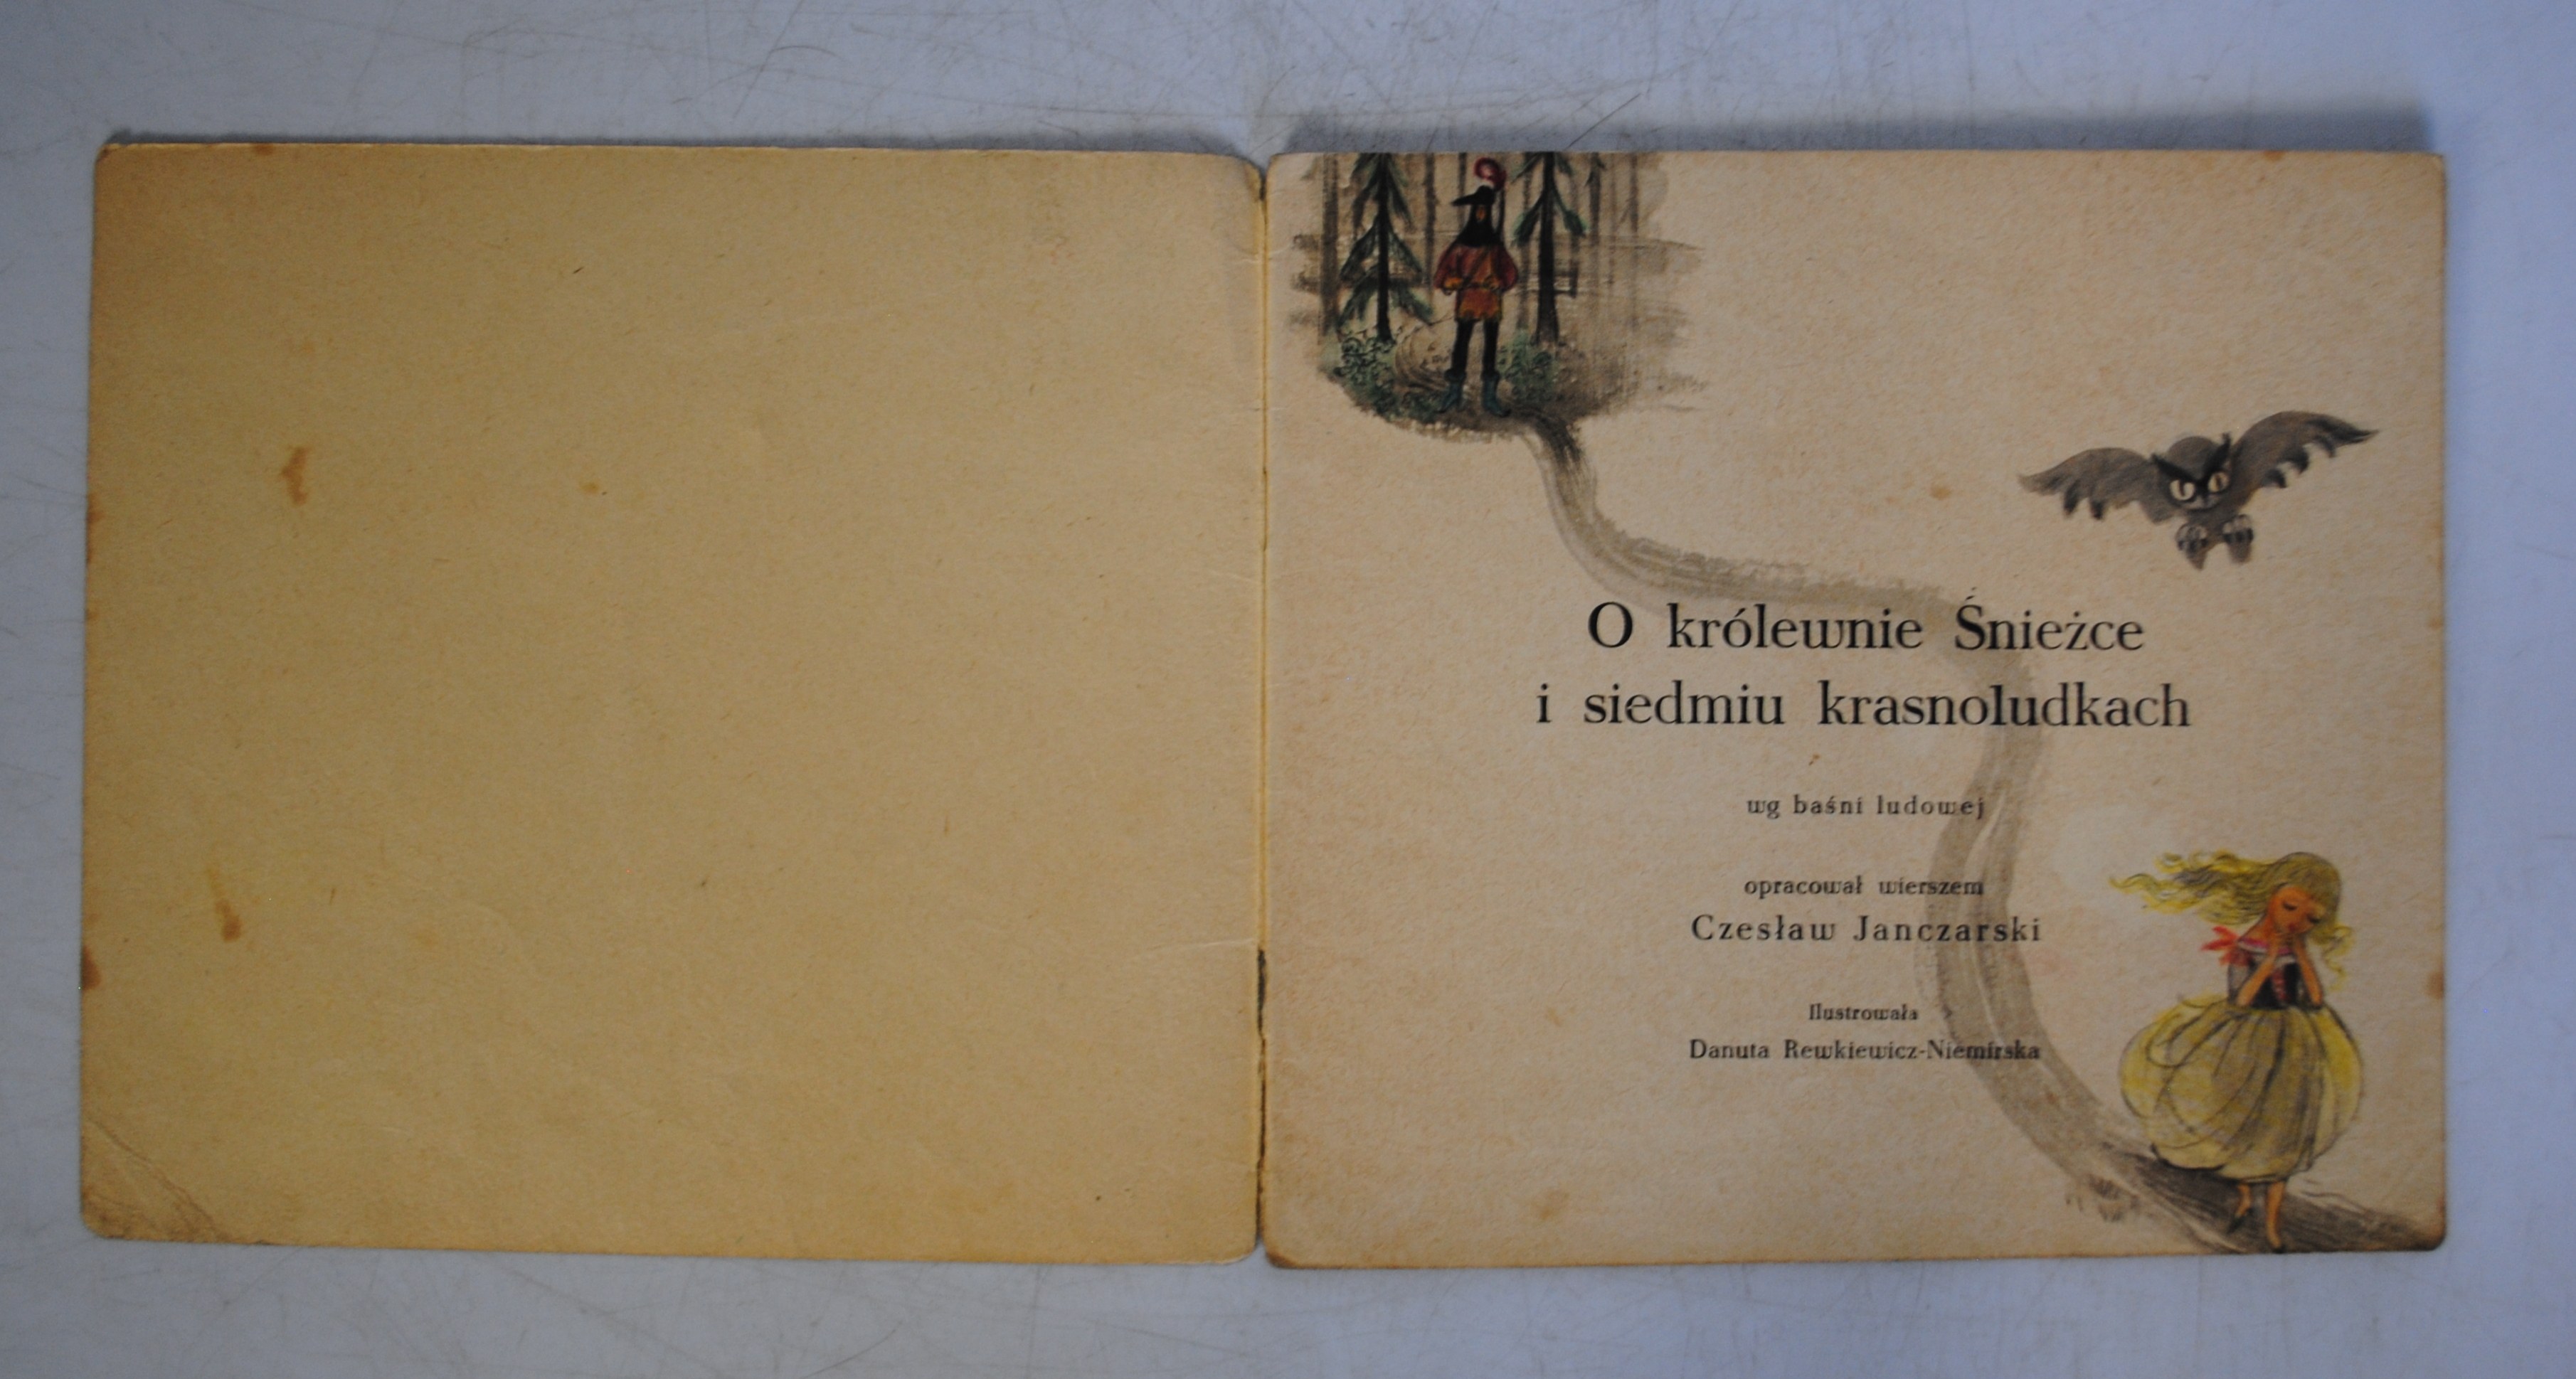 O królewnie Śnieżce
i siedmiu krasnoludkach
wg baśni ludowej
opracował wierszem
Czesław Janczarski
Ilustrowała
Danuta Rewkiewicz-Niemirska